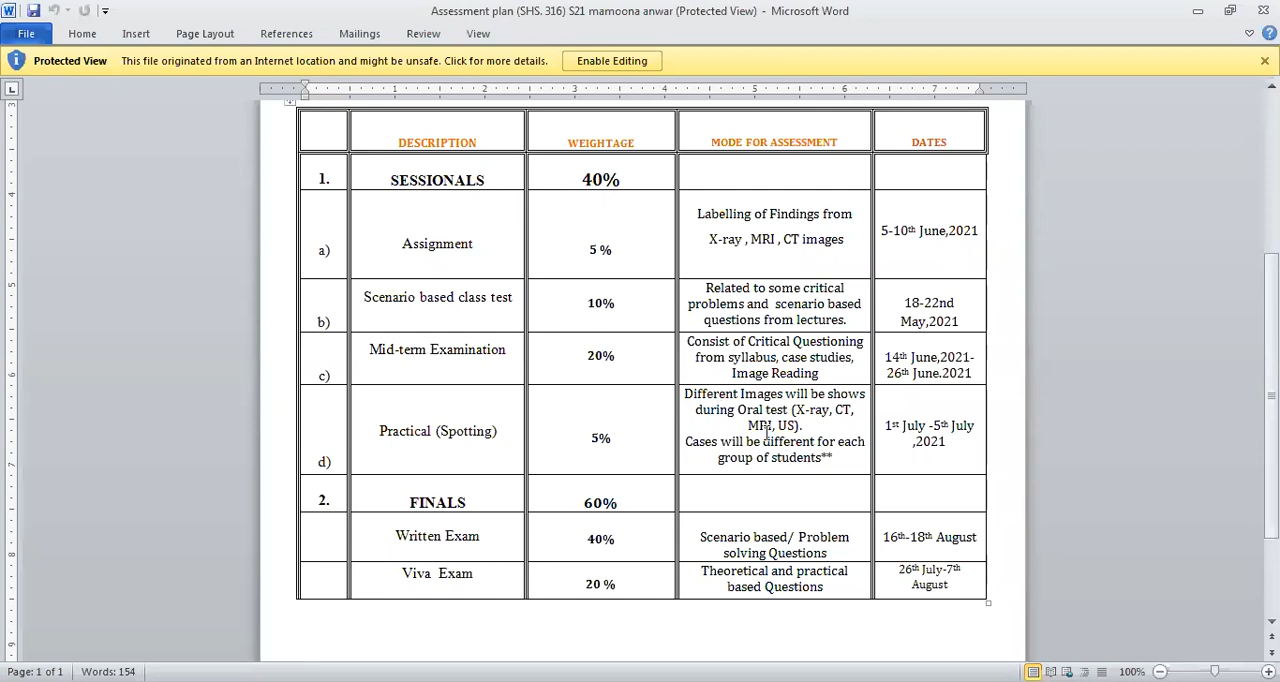 Assessment plan (SHS. 316) S21 mamoona anwar (Protected View) - Microsoft Word
File Home Insert Page Layout References Mailings Review View
Protected View This file originated from an Internet location and might be unsafe. Click for more details. Enable Editing
1 2 3 4 5 6 7
DESCRIPTION WEIGHTAGE MODE FOR ASSESSMENT DATES
1. SESSIONALS 40%
a) Assignment 5 % Labelling of Findings from
X-ray , MRI , CT images
5-10th June,2021
b) Scenario based class test 10% Related to some critical
problems and scenario based
questions from lectures.
18-22nd
May,2021
c) Mid-term Examination 20% Consist of Critical Questioning
from syllabus, case studies,
Image Reading
14th June,2021-
26th June.2021
d) Practical (Spotting) 5% Different Images will be shows
during Oral test (X-ray, CT,
MRI, US).
Cases will be different for each
group of students**
1st July -5th July
,2021
2. FINALS 60%
Written Exam 40% Scenario based/ Problem
solving Questions
16th-18th August
Viva Exam 20 % Theoretical and practical
based Questions
26th July-7th
August
Page: 1 of 1 Words: 154 100%